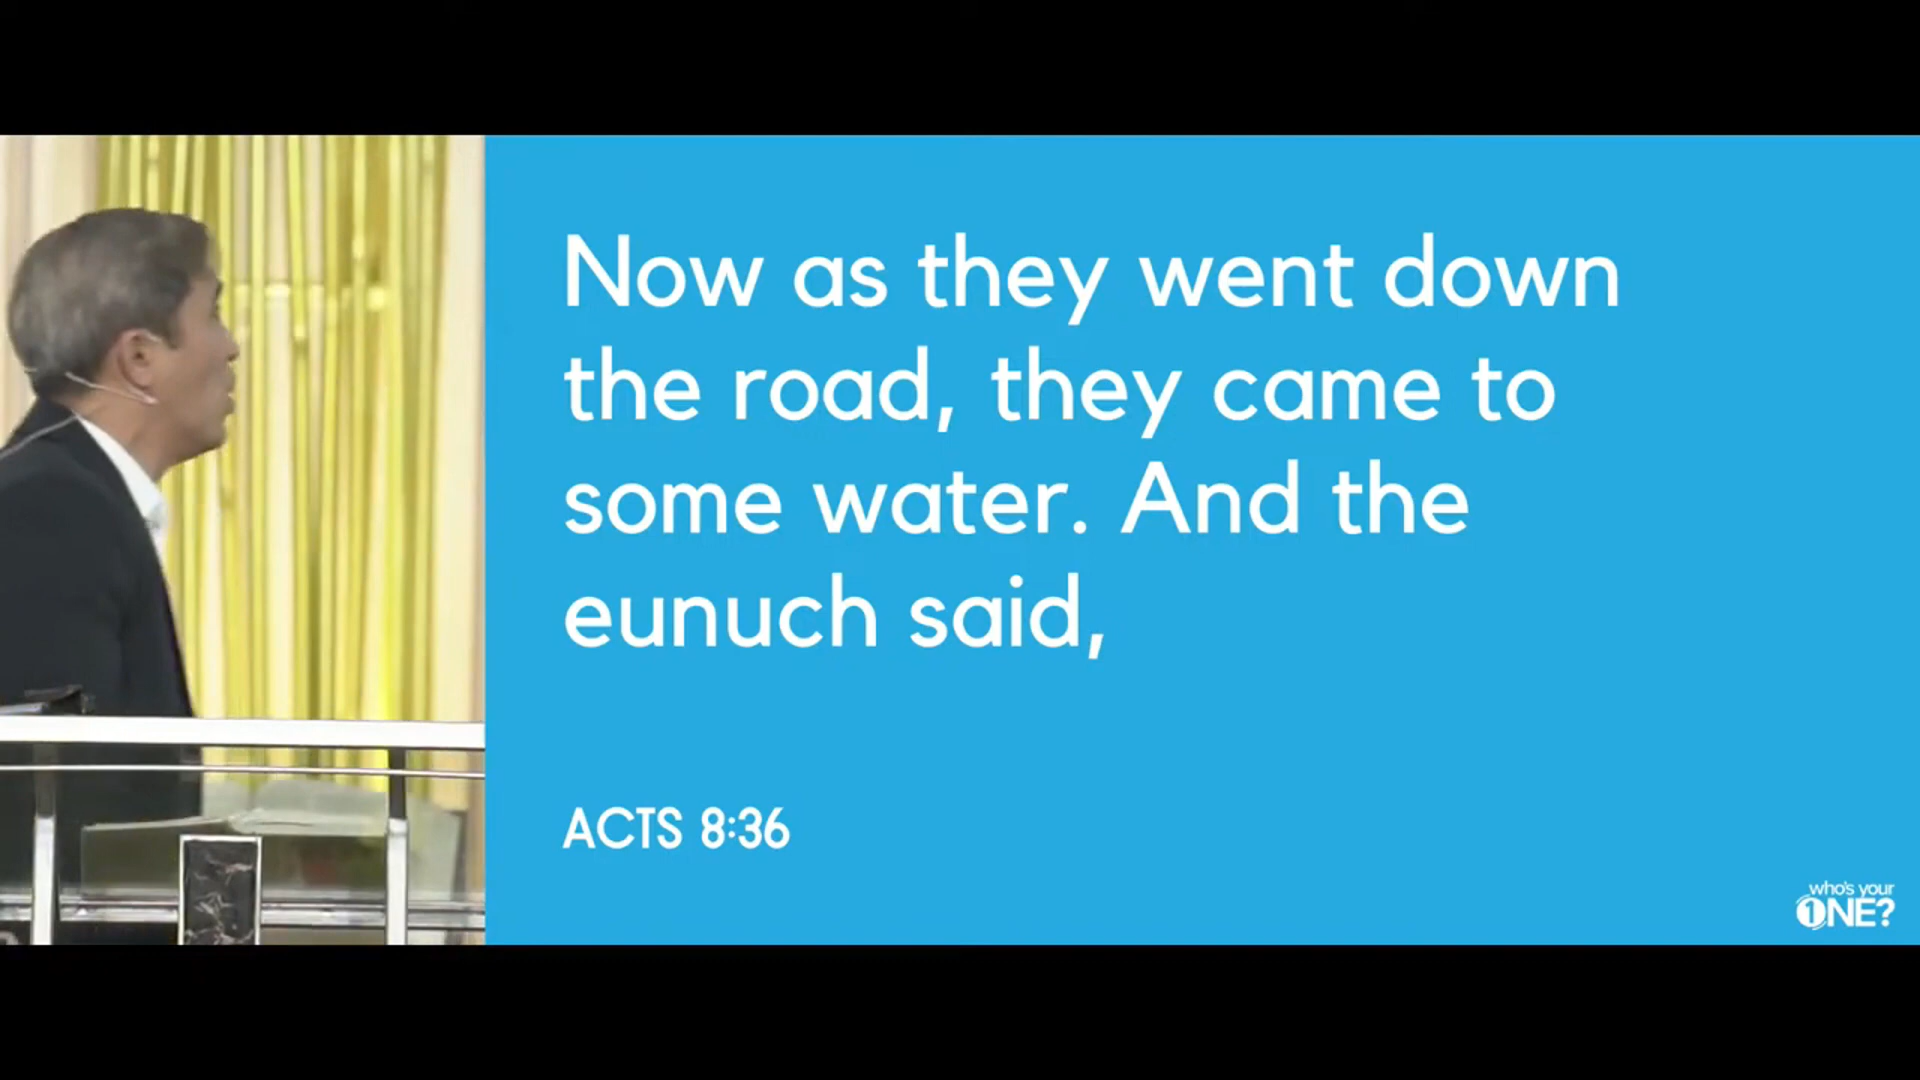 Now as they went down
the road, they came to
some water. And the
eunuch said,
ACTS 8:36
who's your
ONE?